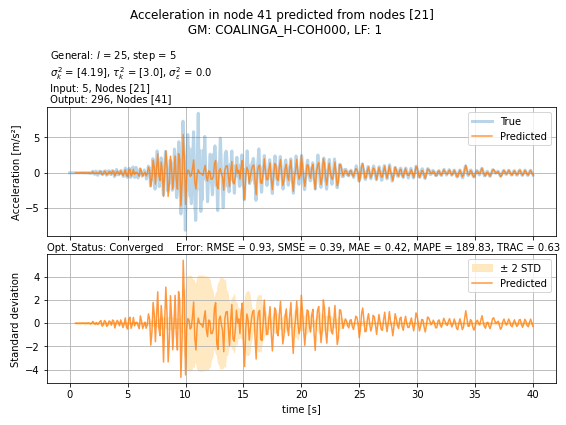 Acceleration in node 41 predicted from nodes [21]
GM: COALINGA_H-COH000, LF: 1
General: l = 25, step = 5
σ²ₖ = [4.19], τ²ₖ = [3.0], σ²ε = 0.0
Input: 5, Nodes [21]
Output: 296, Nodes [41]
Acceleration [m/s²]
5
0
−5
True
Predicted
Opt. Status: Converged Error: RMSE = 0.93, SMSE = 0.39, MAE = 0.42, MAPE = 189.83, TRAC = 0.63
Standard deviation
4
2
0
−2
−4
± 2 STD
Predicted
0 5 10 15 20 25 30 35 40
time [s]